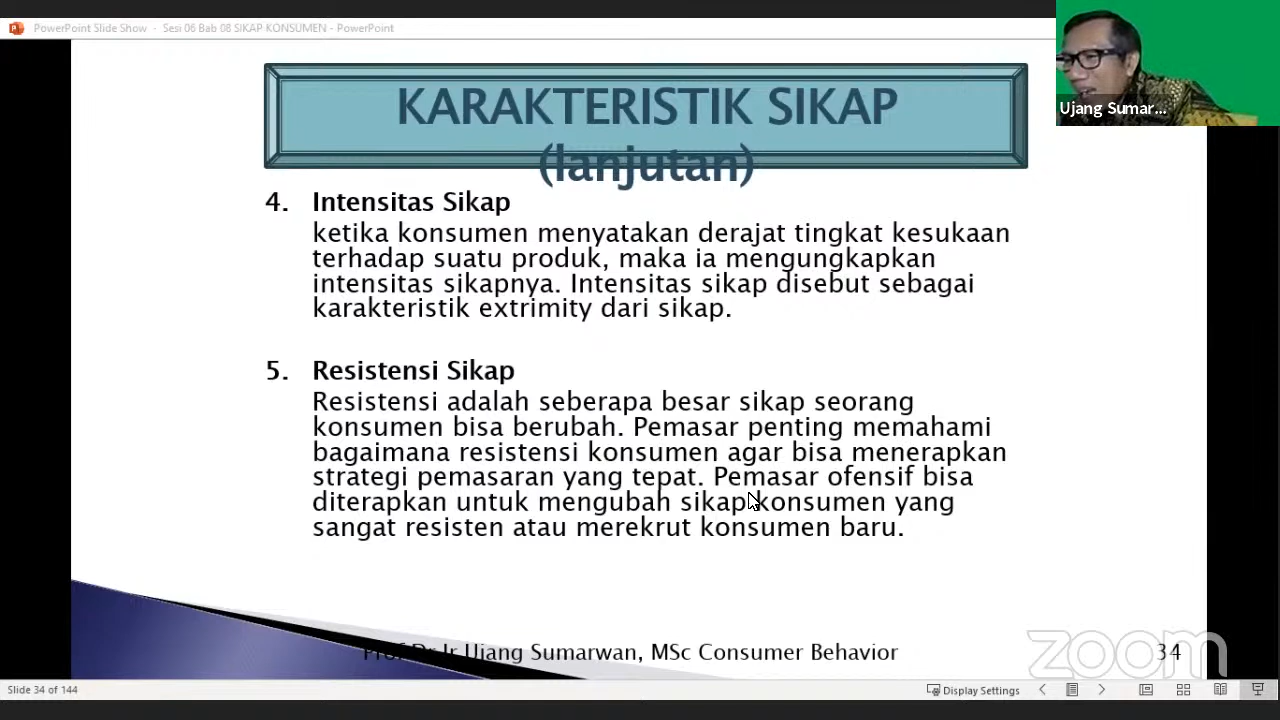 PowerPoint Slide Show - Sesi 06 Bab 08 SIKAP KONSUMEN - PowerPoint
KARAKTERISTIK SIKAP
(lanjutan)
Ujang Sumar...
4. Intensitas Sikap
ketika konsumen menyatakan derajat tingkat kesukaan
terhadap suatu produk, maka ia mengungkapkan
intensitas sikapnya. Intensitas sikap disebut sebagai
karakteristik extrimity dari sikap.
5. Resistensi Sikap
Resistensi adalah seberapa besar sikap seorang
konsumen bisa berubah. Pemasar penting memahami
bagaimana resistensi konsumen agar bisa menerapkan
strategi pemasaran yang tepat. Pemasar ofensif bisa
diterapkan untuk mengubah sikap konsumen yang
sangat resisten atau merekrut konsumen baru.
Prof Dr Ir Ujang Sumarwan, MSc Consumer Behavior
34
zoom
Slide 34 of 144
Display Settings